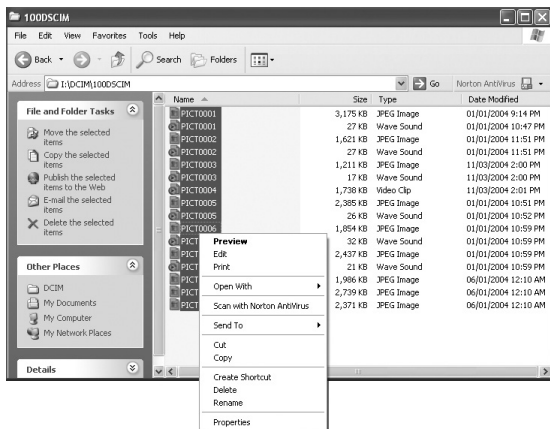 100DSCIM
File Edit View Favorites Tools Help
Back Search Folders
Address I:\DCIM\100DSCIM Go Norton AntiVirus
Name Size Type Date Modified
File and Folder Tasks
Move the selected
items
Copy the selected
items
Publish the selected
items to the Web
E-mail the selected
items
Delete the selected
items
Other Places
DCIM
My Documents
My Computer
My Network Places
Details
PICT0001 3,175 KB JPEG Image 01/01/2004 9:14 PM
PICT0001 27 KB Wave Sound 01/01/2004 10:47 PM
PICT0002 1,621 KB JPEG Image 01/01/2004 11:51 PM
PICT0002 27 KB Wave Sound 01/01/2004 11:51 PM
PICT0003 1,211 KB JPEG Image 11/03/2004 2:00 PM
PICT0003 17 KB Wave Sound 11/03/2004 2:00 PM
PICT0004 1,738 KB Video Clip 11/03/2004 2:01 PM
PICT0005 2,385 KB JPEG Image 01/01/2004 10:51 PM
PICT0005 26 KB Wave Sound 01/01/2004 10:52 PM
PICT0006 1,854 KB JPEG Image 01/01/2004 10:59 PM
PICT 32 KB Wave Sound 01/01/2004 10:59 PM
PICT 2,437 KB JPEG Image 01/01/2004 10:59 PM
PICT 21 KB Wave Sound 01/01/2004 10:59 PM
PICT 1,986 KB JPEG Image 06/01/2004 12:10 AM
PICT 2,739 KB JPEG Image 06/01/2004 12:10 AM
PICT 2,371 KB JPEG Image 06/01/2004 12:10 AM
Preview
Edit
Print
Open With
Scan with Norton AntiVirus
Send To
Cut
Copy
Create Shortcut
Delete
Rename
Properties